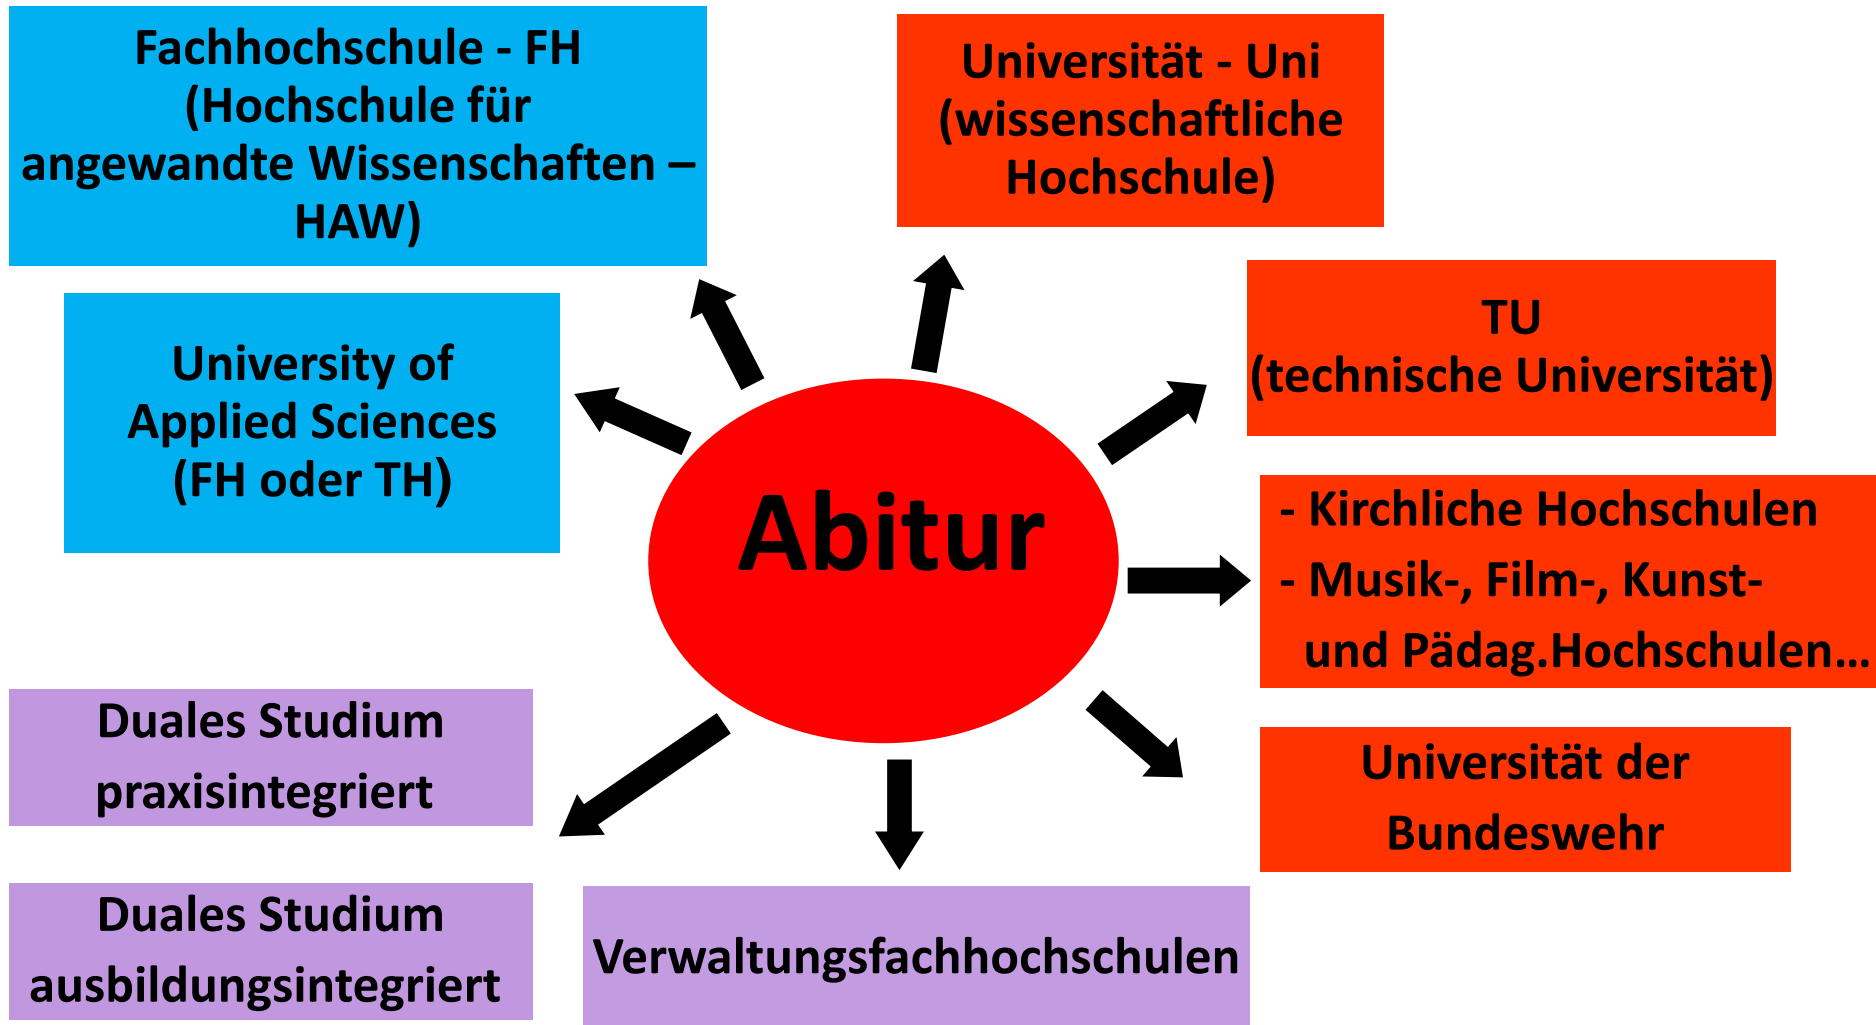 Fachhochschule - FH
(Hochschule für
angewandte Wissenschaften –
HAW)
Universität - Uni
(wissenschaftliche
Hochschule)
University of
Applied Sciences
(FH oder TH)
TU
(technische Universität)
Abitur
- Kirchliche Hochschulen
- Musik-, Film-, Kunst-
und Pädag.Hochschulen...
Duales Studium
praxisintegriert
Universität der
Bundeswehr
Duales Studium
ausbildungsintegriert
Verwaltungsfachhochschulen